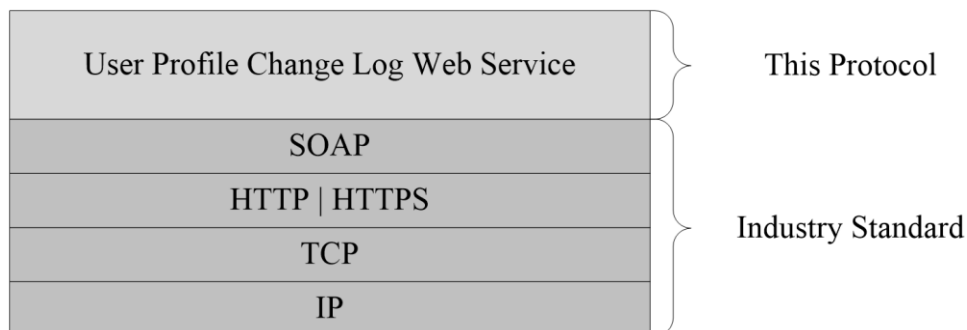 User Profile Change Log Web Service
This Protocol
SOAP
HTTP | HTTPS
TCP
IP
Industry Standard